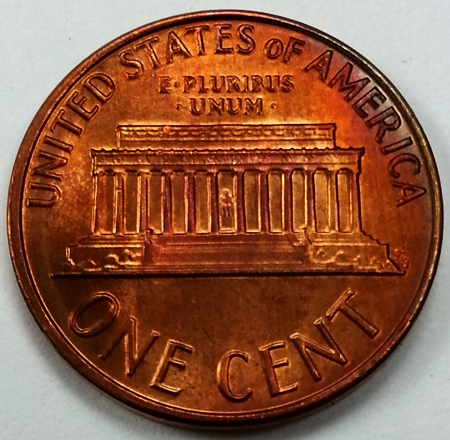 UNITED STATES OF AMERICA
E·PLURIBUS
·UNUM·
ONE CENT